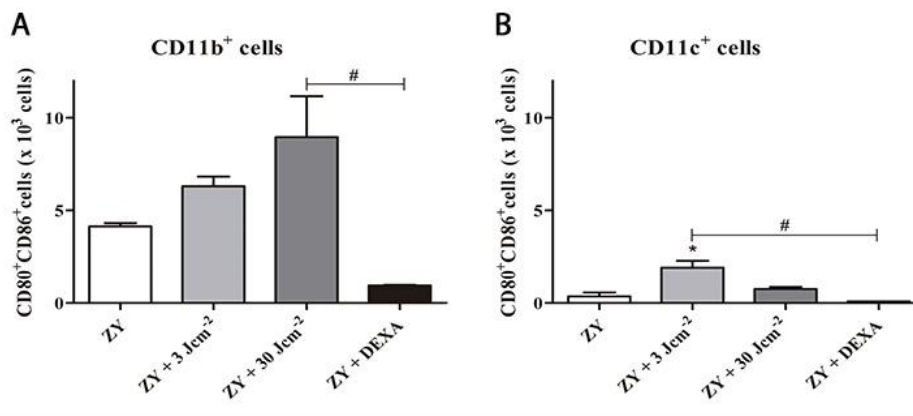 A
CD11b⁺ cells
CD80⁺CD86⁺cells (x 10³ cells)
10
5
0
#
ZY
ZY + 3 Jcm⁻²
ZY + 30 Jcm⁻²
ZY + DEXA
B
CD11c⁺ cells
CD80⁺CD86⁺cells (x 10³ cells)
10
5
0
*
#
ZY
ZY + 3 Jcm⁻²
ZY + 30 Jcm⁻²
ZY + DEXA